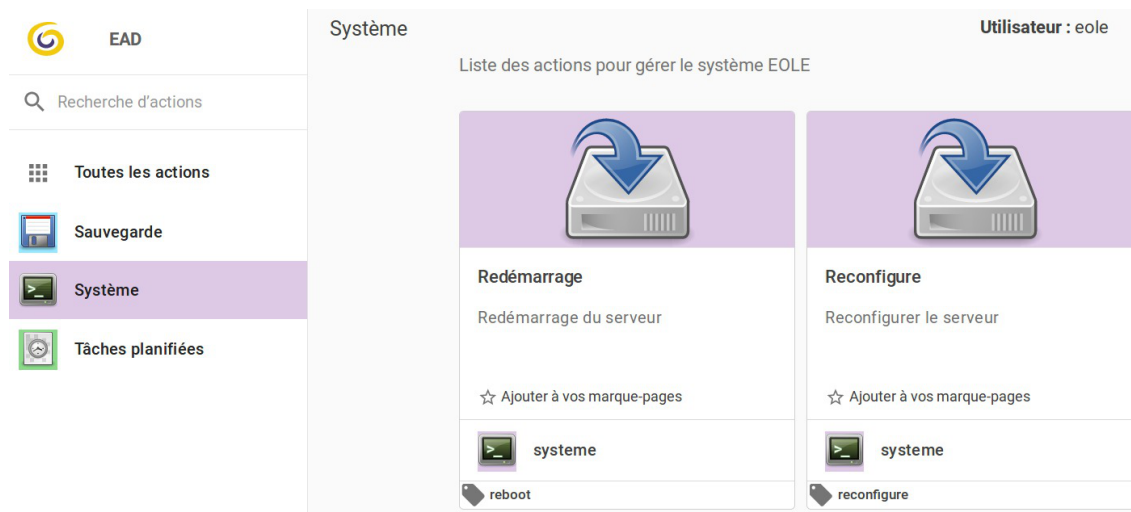 EAD
Recherche d'actions
Toutes les actions
Sauvegarde
Système
Tâches planifiées
Système
Utilisateur : eole
Liste des actions pour gérer le système EOLE
Redémarrage
Redémarrage du serveur
Ajouter à vos marque-pages
systeme
reboot
Reconfigure
Reconfigurer le serveur
Ajouter à vos marque-pages
systeme
reconfigure